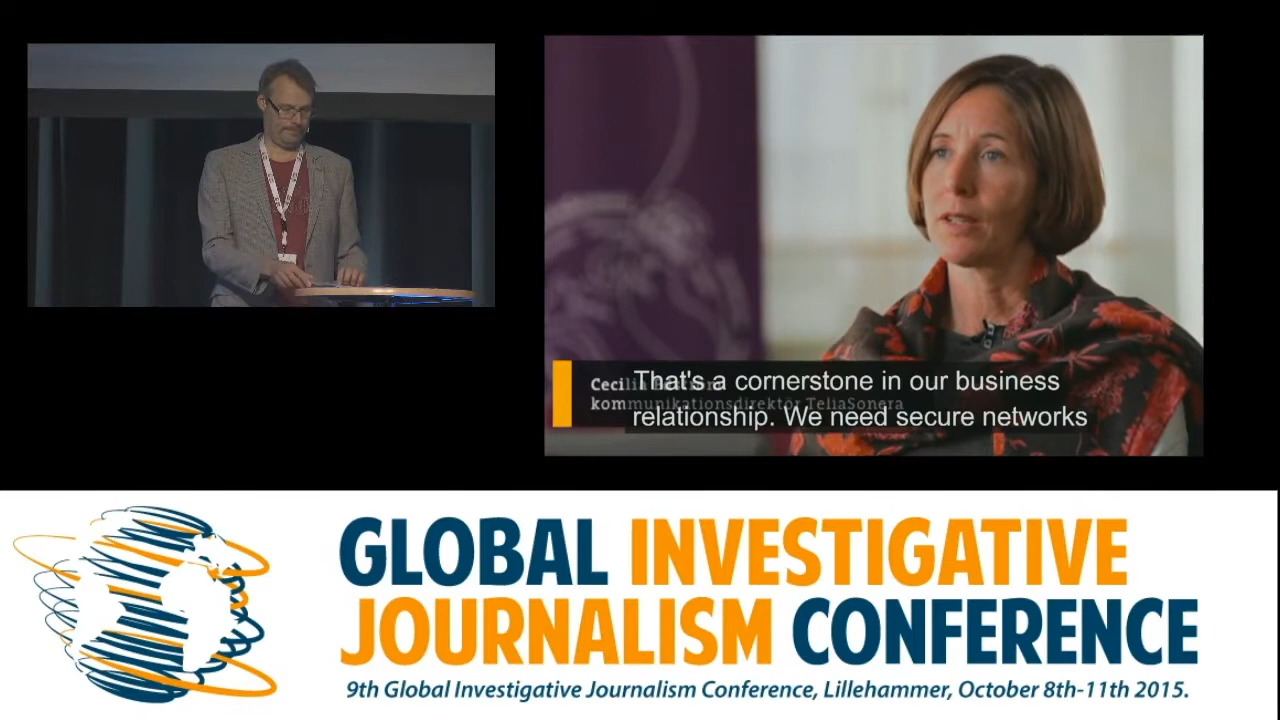 Cecilia
kommunikationsdirektör TeliaSonera
That's a cornerstone in our business
relationship. We need secure networks
GLOBAL INVESTIGATIVE
JOURNALISM CONFERENCE
9th Global Investigative Journalism Conference, Lillehammer, October 8th-11th 2015.